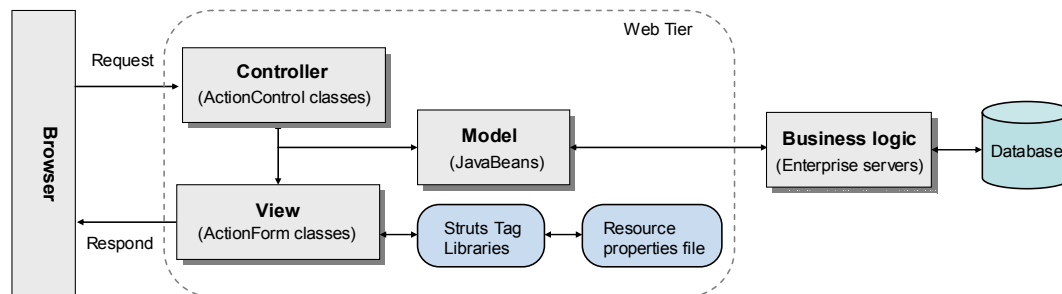 Web Tier
Browser
Request
Controller
(ActionControl classes)
Model
(JavaBeans)
Business logic
(Enterprise servers)
Database
View
(ActionForm classes)
Respond
Struts Tag
Libraries
Resource
properties file